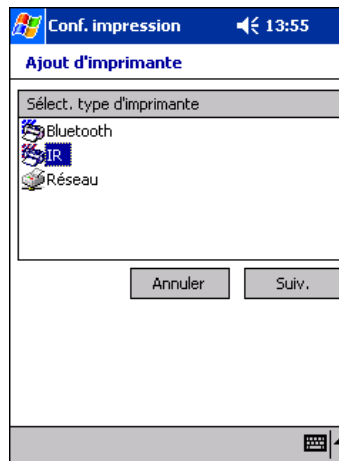 Conf. impression 13:55
Ajout d'imprimante
Sélect. type d'imprimante
Bluetooth
IR
Réseau
Annuler Suiv.